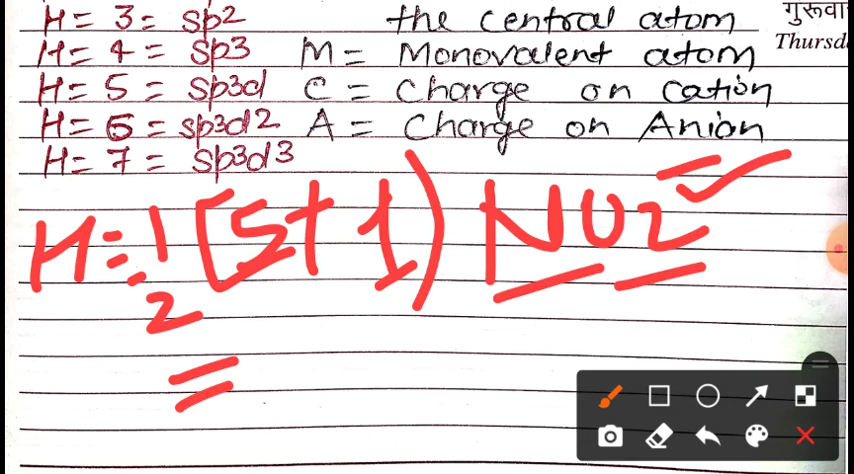 H = 3 = sp2 the central atom गुरूवा
H = 4 = sp3 M = Monovalent atom Thursd
H = 5 = sp3d C = Charge on cation
H = 6 = sp3d2 A = Charge on Anion
H = 7 = sp3d3
H = 1/2 (5+1) NO2
=